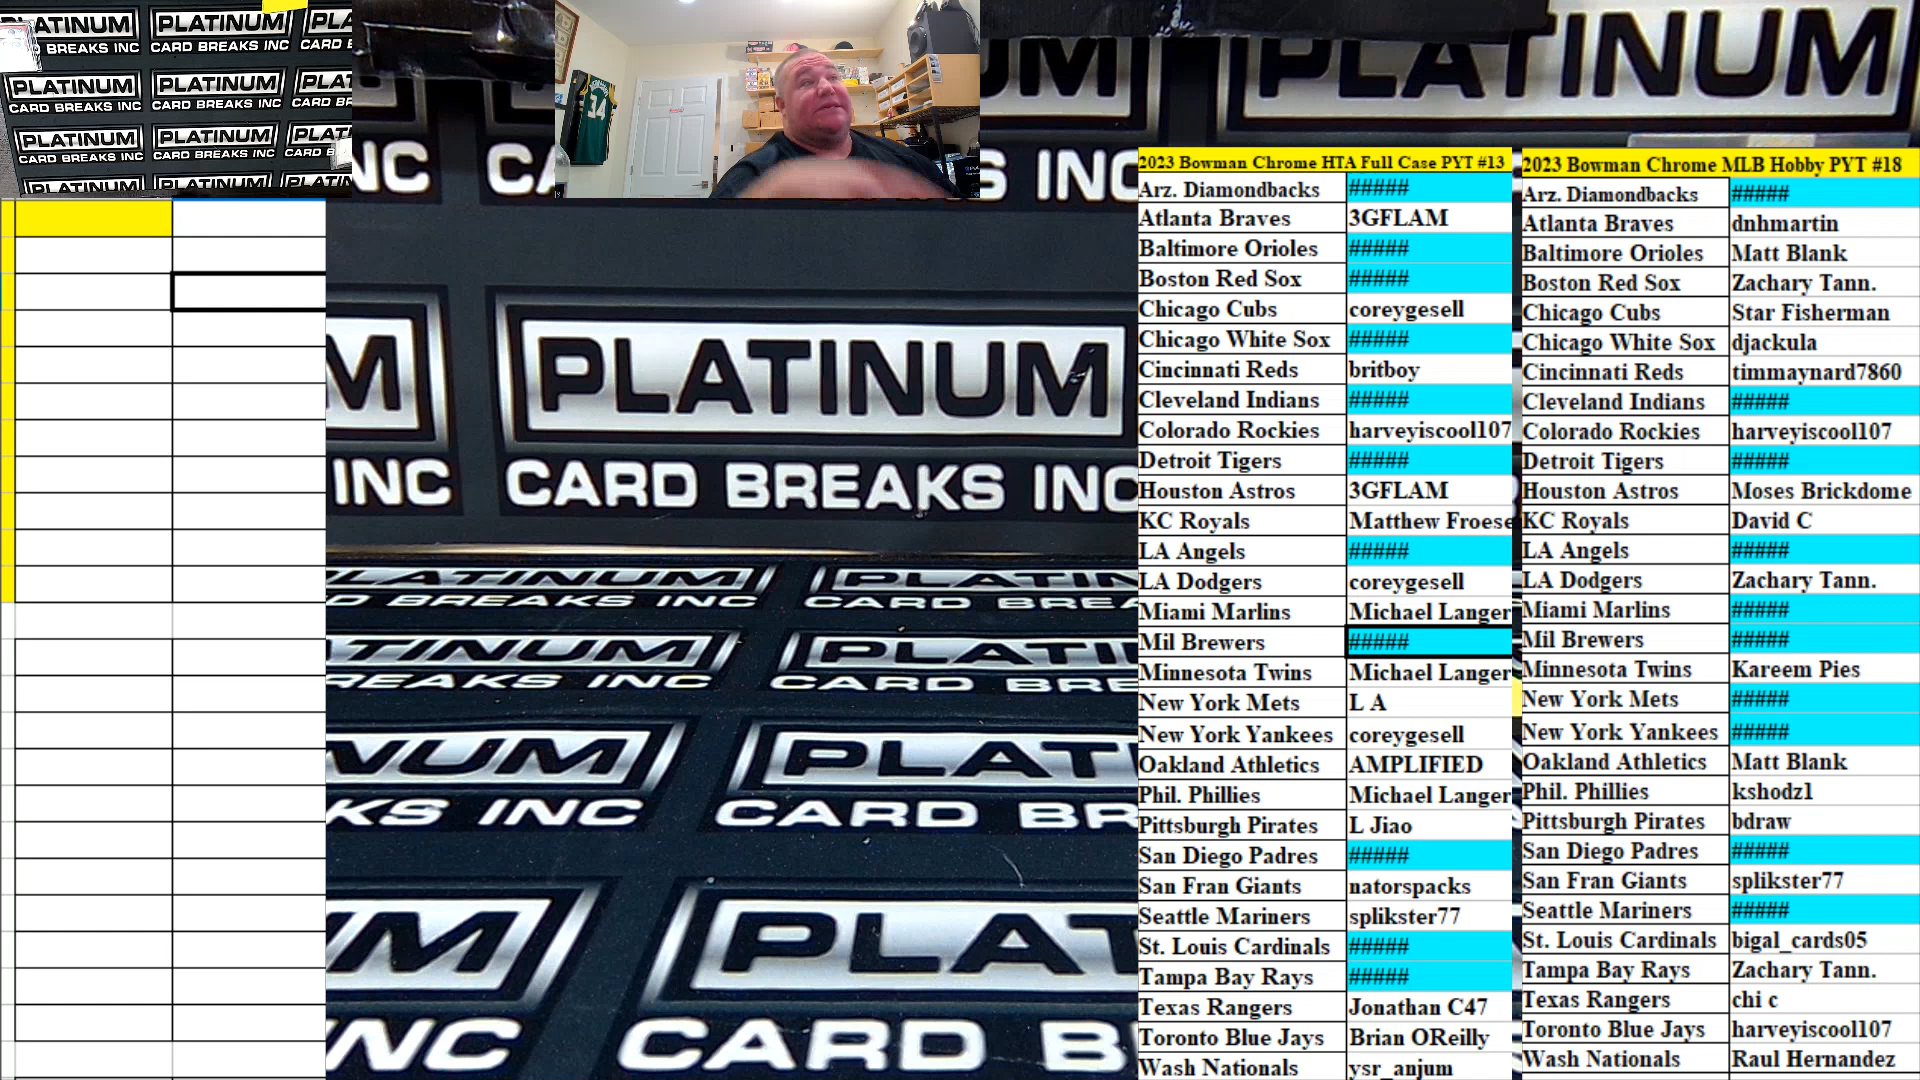 PLATINUM
CARD BREAKS INC
PLATINUM
CARD BREAKS INC
PLATINUM
CARD BREAKS INC
PLATINUM
CARD BREAKS INC
PLATINUM
CARD BREAKS INC
34
INC
PLATINUM
PLATINUM
CARD BREAKS INC
2023 Bowman Chrome HTA Full Case PYT #13
Arz. Diamondbacks #####
Atlanta Braves 3GFLAM
Baltimore Orioles #####
Boston Red Sox #####
Chicago Cubs coreygesell
Chicago White Sox #####
Cincinnati Reds britboy
Cleveland Indians #####
Colorado Rockies harveyiscool107
Detroit Tigers #####
Houston Astros 3GFLAM
KC Royals Matthew Froese
LA Angels #####
LA Dodgers coreygesell
Miami Marlins Michael Langer
Mil Brewers #####
Minnesota Twins Michael Langer
New York Mets L A
New York Yankees coreygesell
Oakland Athletics AMPLIFIED
Phil. Phillies Michael Langer
Pittsburgh Pirates L Jiao
San Diego Padres #####
San Fran Giants natorspacks
Seattle Mariners splikster77
St. Louis Cardinals #####
Tampa Bay Rays #####
Texas Rangers Jonathan C47
Toronto Blue Jays Brian OReilly
Wash Nationals ysr_anjum
2023 Bowman Chrome MLB Hobby PYT #18
Arz. Diamondbacks #####
Atlanta Braves dnhmartin
Baltimore Orioles Matt Blank
Boston Red Sox Zachary Tann.
Chicago Cubs Star Fisherman
Chicago White Sox djackula
Cincinnati Reds timmaynard7860
Cleveland Indians #####
Colorado Rockies harveyiscool107
Detroit Tigers #####
Houston Astros Moses Brickdome
KC Royals David C
LA Angels #####
LA Dodgers Zachary Tann.
Miami Marlins #####
Mil Brewers #####
Minnesota Twins Kareem Pies
New York Mets #####
New York Yankees #####
Oakland Athletics Matt Blank
Phil. Phillies kshodz1
Pittsburgh Pirates bdraw
San Diego Padres #####
San Fran Giants splikster77
Seattle Mariners #####
St. Louis Cardinals bigal_cards05
Tampa Bay Rays Zachary Tann.
Texas Rangers chi c
Toronto Blue Jays harveyiscool107
Wash Nationals Raul Hernandez